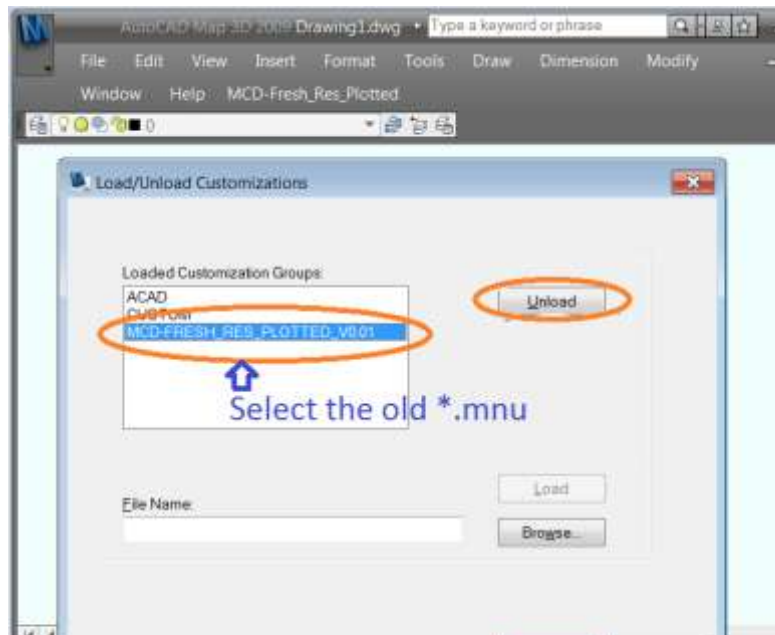 AutoCAD Map 3D 2009 Drawing1.dwg Type a keyword or phrase
File Edit View Insert Format Tools Draw Dimension Modify
Window Help MCD-Fresh_Res_Plotted
0
Load/Unload Customizations
Loaded Customization Groups:
ACAD
Unload
CUSTOM
MCD-FRESH_RES_PLOTTED_V0.01
Select the old *.mnu
Load
File Name:
Browse...